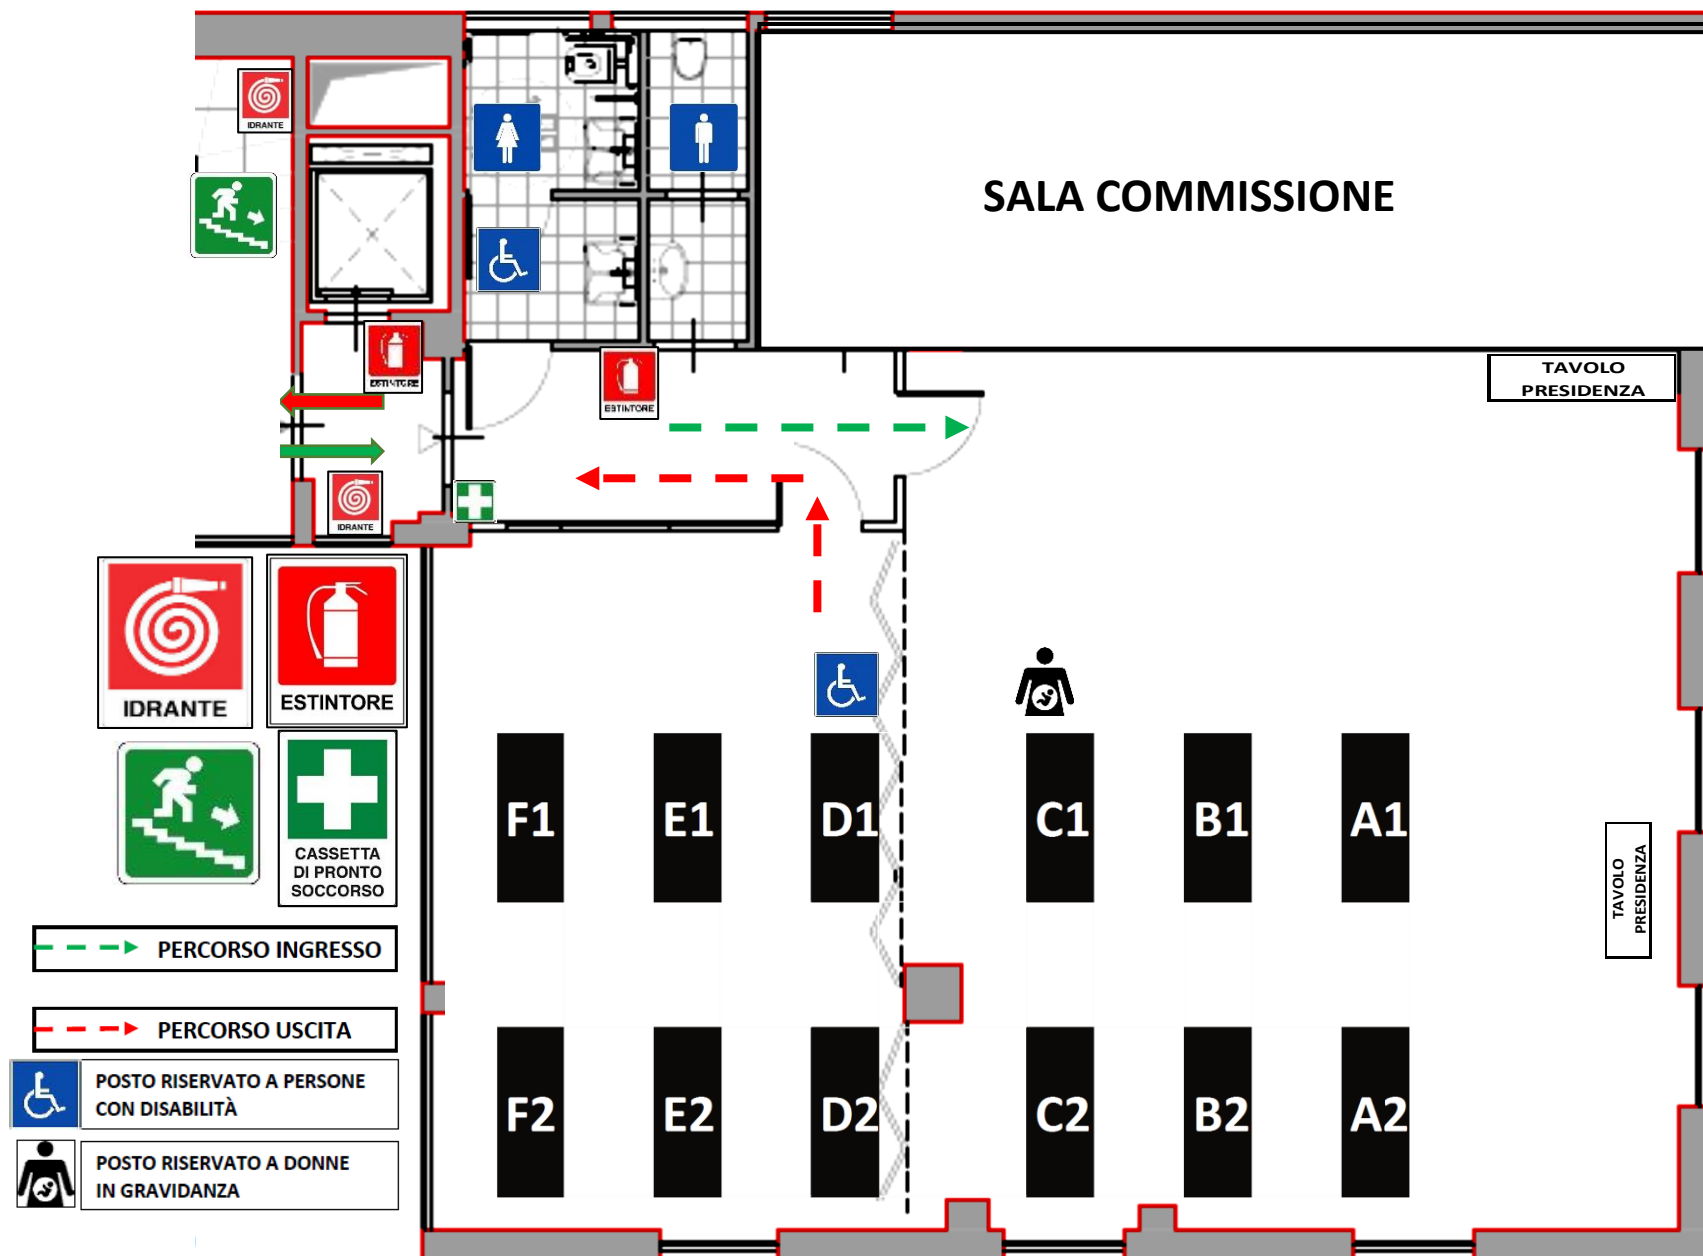 IDRANTE
SALA COMMISSIONE
ESTINTORE
ESTINTORE
TAVOLO
PRESIDENZA
IDRANTE
IDRANTE
ESTINTORE
CASSETTA
DI PRONTO
SOCCORSO
PERCORSO INGRESSO
PERCORSO USCITA
POSTO RISERVATO A PERSONE
CON DISABILITÀ
POSTO RISERVATO A DONNE
IN GRAVIDANZA
F1 E1 D1 C1 B1 A1
TAVOLO
PRESIDENZA
F2 E2 D2 C2 B2 A2